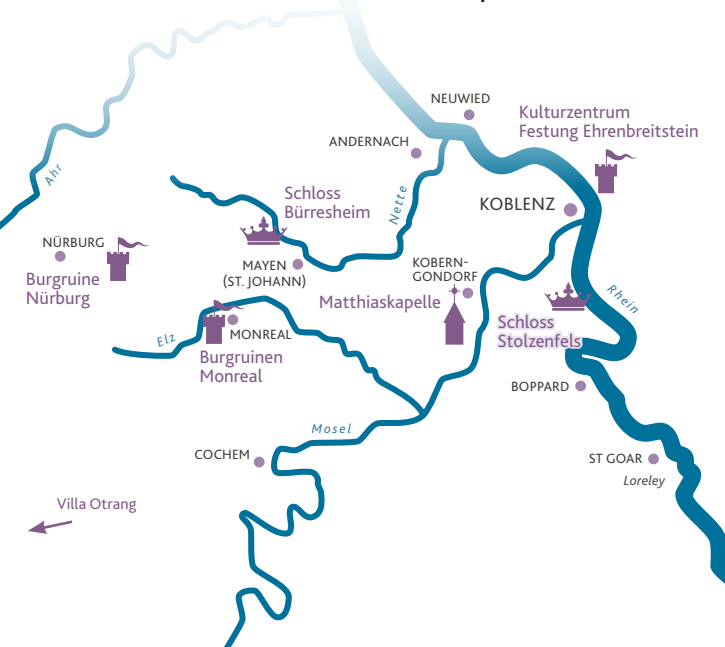 NEUWIED
Kulturzentrum
Festung Ehrenbreitstein
ANDERNACH
Ahr
Schloss
Bürresheim
Nette
KOBLENZ
NÜRBURG
Burgruine
Nürburg
MAYEN
(ST. JOHANN)
KOBERN-
GONDORF
Matthiaskapelle
Rhein
Schloss
Stolzenfels
Elz
MONREAL
Burgruinen
Monreal
BOPPARD
Mosel
COCHEM
ST GOAR
Loreley
Villa Otrang